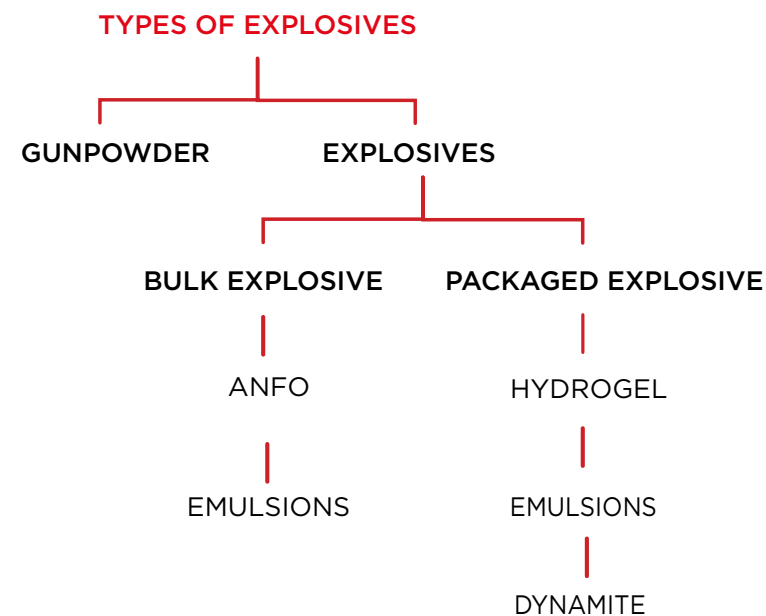 TYPES OF EXPLOSIVES
GUNPOWDER
EXPLOSIVES
BULK EXPLOSIVE
PACKAGED EXPLOSIVE
ANFO
HYDROGEL
EMULSIONS
EMULSIONS
DYNAMITE